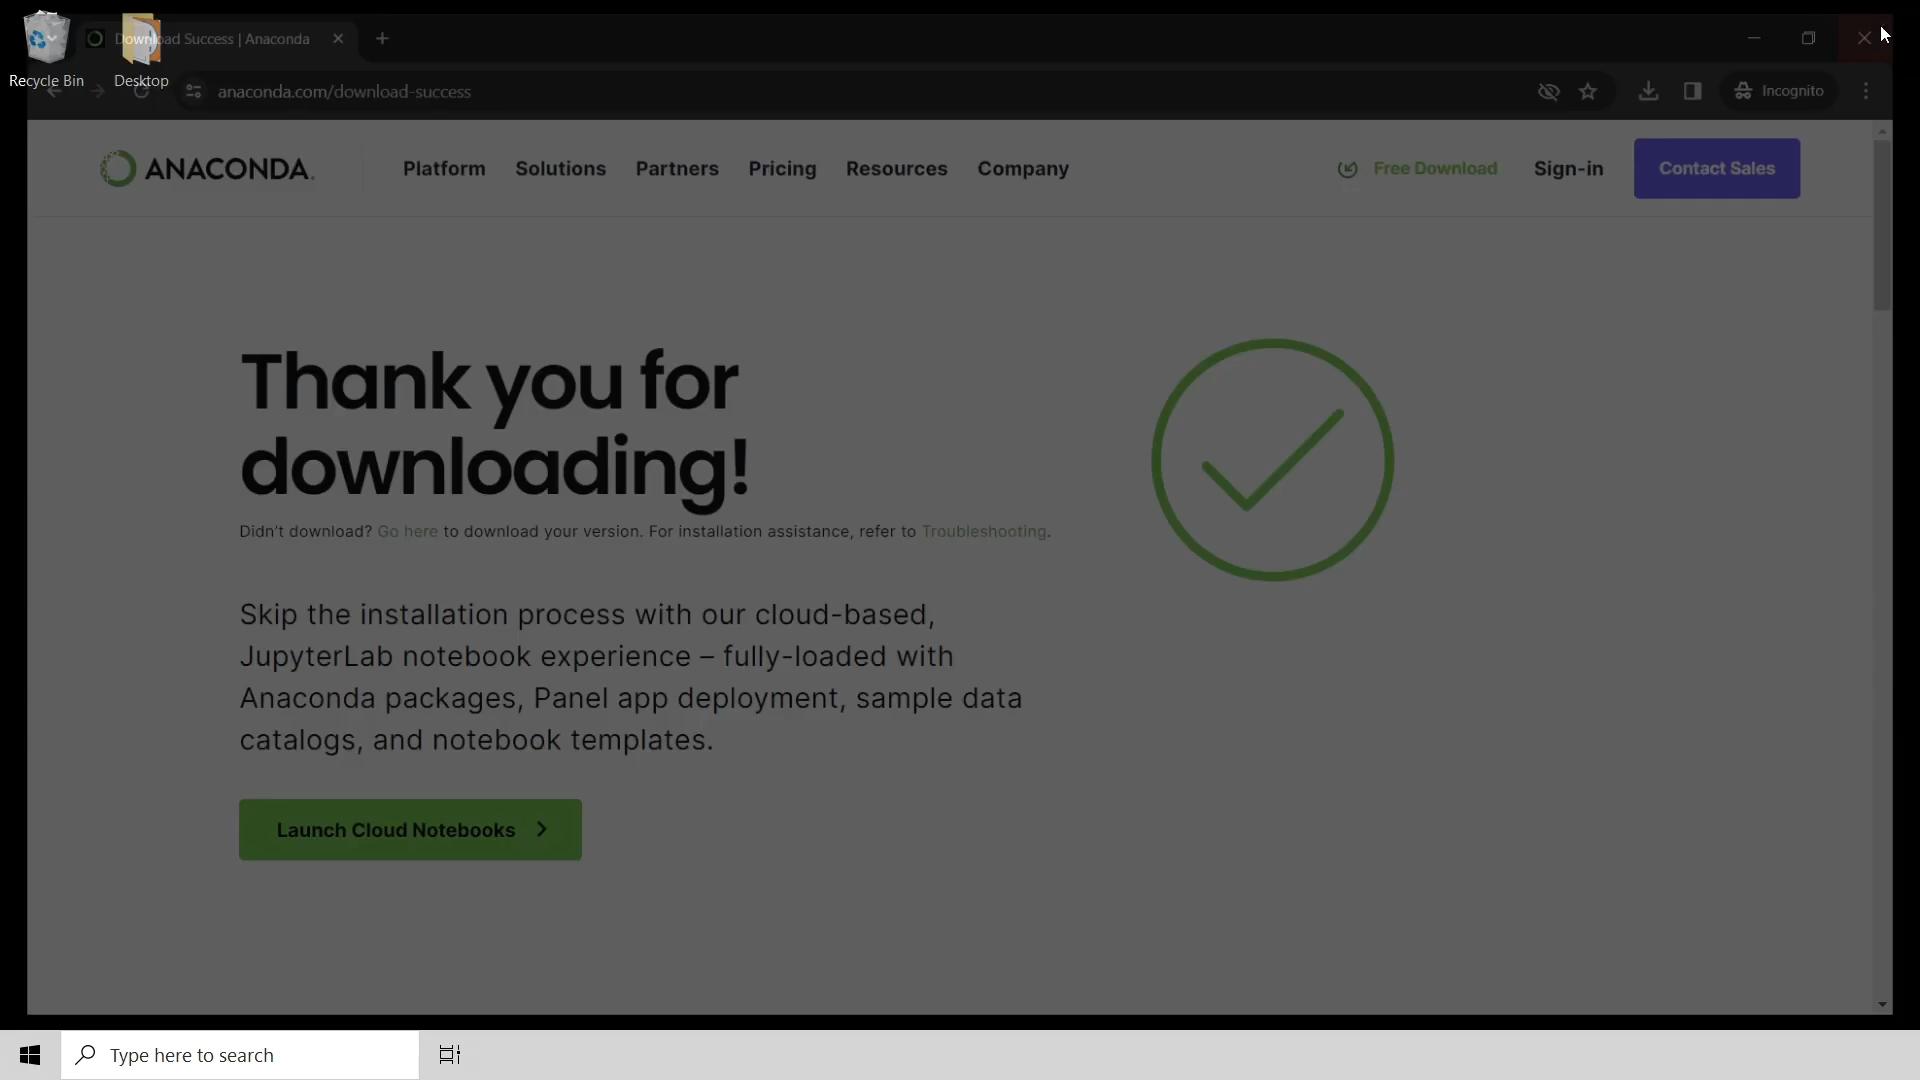 Download Success | Anaconda
Recycle Bin
Desktop
anaconda.com/download-success
Incognito
ANACONDA.
Platform
Solutions
Partners
Pricing
Resources
Company
Free Download
Sign-in
Contact Sales
Thank you for
downloading!
Didn't download? Go here to download your version. For installation assistance, refer to Troubleshooting.
Skip the installation process with our cloud-based,
JupyterLab notebook experience – fully-loaded with
Anaconda packages, Panel app deployment, sample data
catalogs, and notebook templates.
Launch Cloud Notebooks
Type here to search